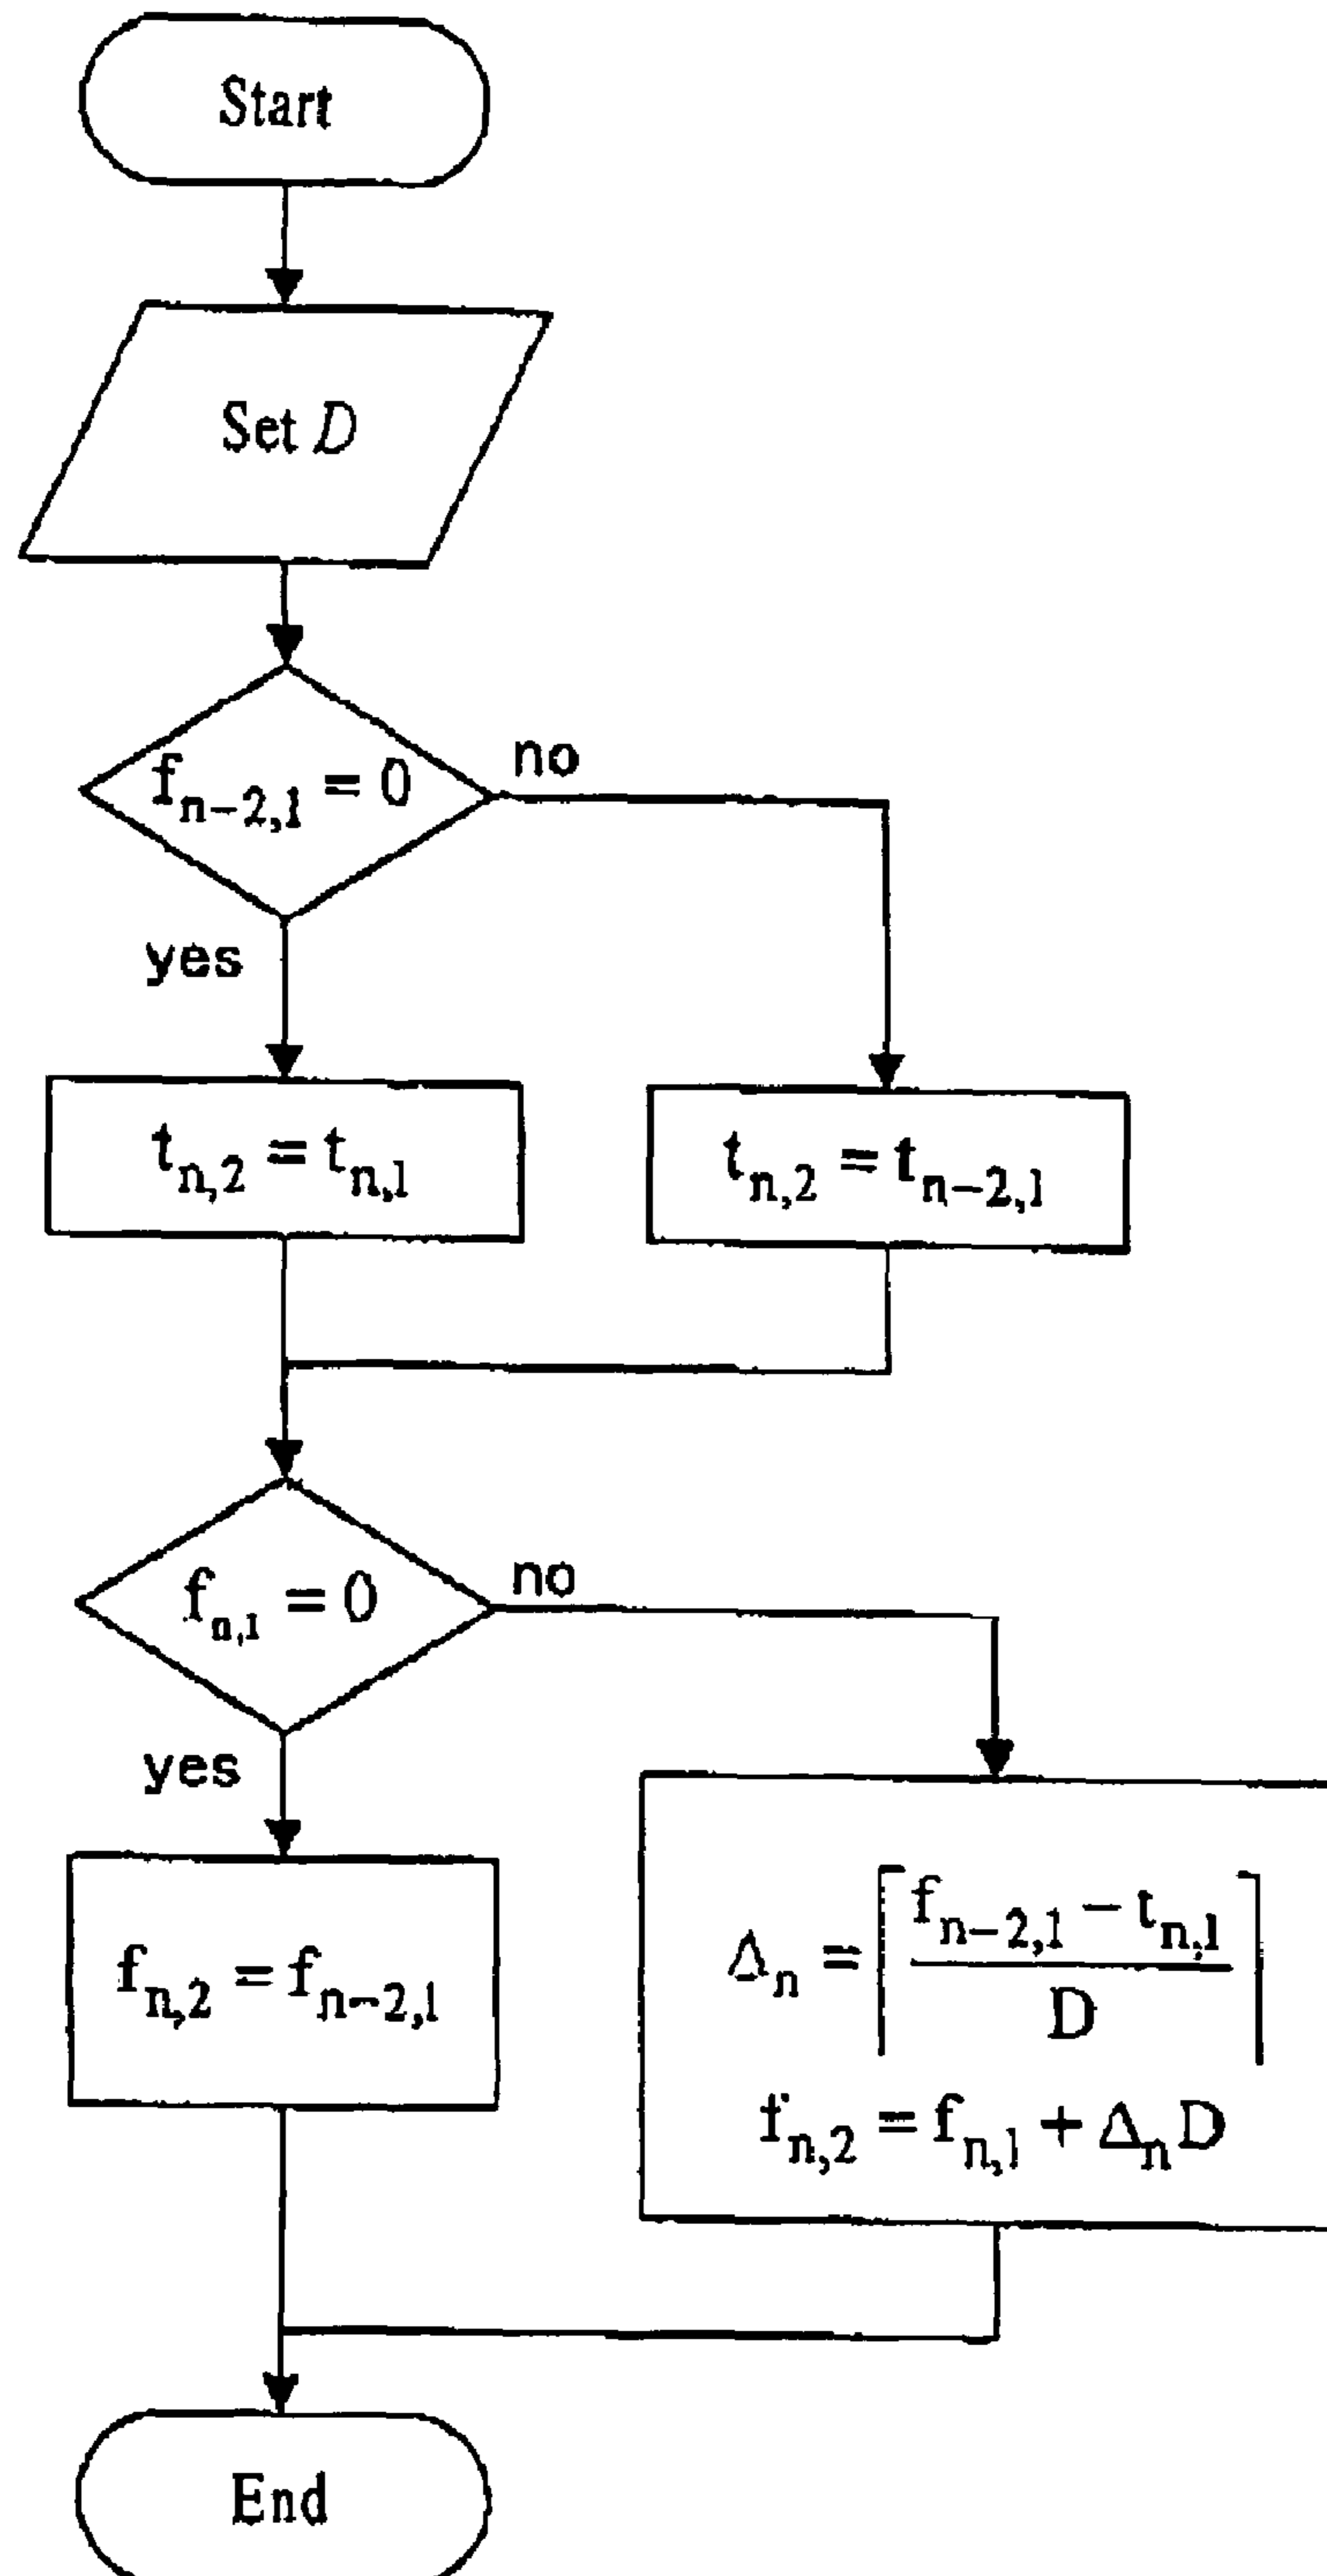 Start
Set D
f_{n-2,1} = 0
no
yes
t_{n,2} = t_{n,1}
t_{n,2} = t_{n-2,1}
f_{n,1} = 0
no
yes
f_{n,2} = f_{n-2,1}
Δ_n = ⌈(f_{n-2,1} - t_{n,1})/D⌉
f_{n,2} = f_{n,1} + Δ_n D
End